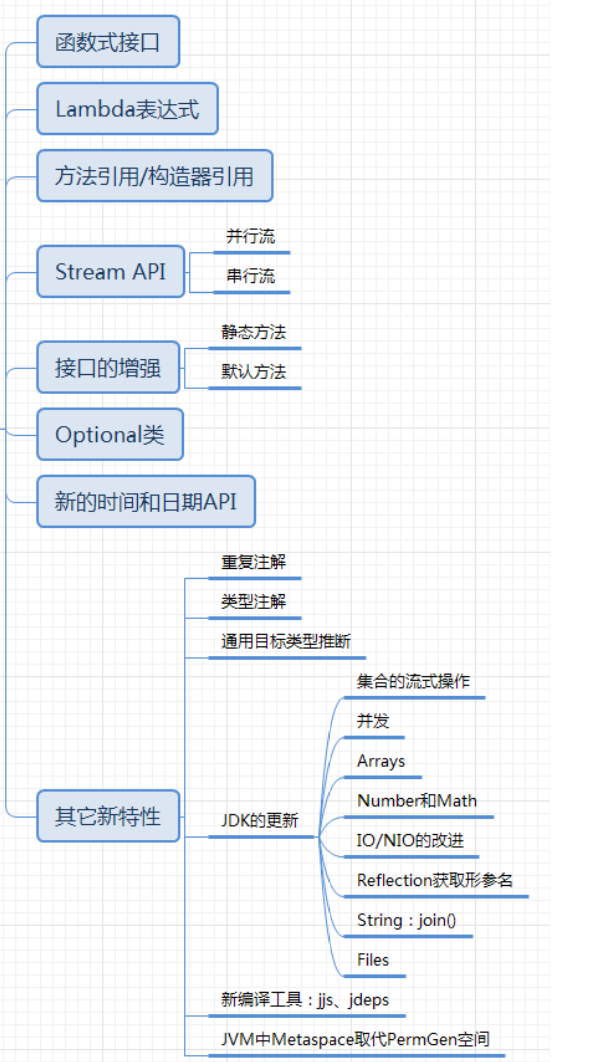 函数式接口
Lambda表达式
方法引用/构造器引用
Stream API
并行流
串行流
接口的增强
静态方法
默认方法
Optional类
新的时间和日期API
其它新特性
重复注解
类型注解
通用目标类型推断
JDK的更新
集合的流式操作
并发
Arrays
Number和Math
IO/NIO的改进
Reflection获取形参名
String：join()
Files
新编译工具：jjs、jdeps
JVM中Metaspace取代PermGen空间